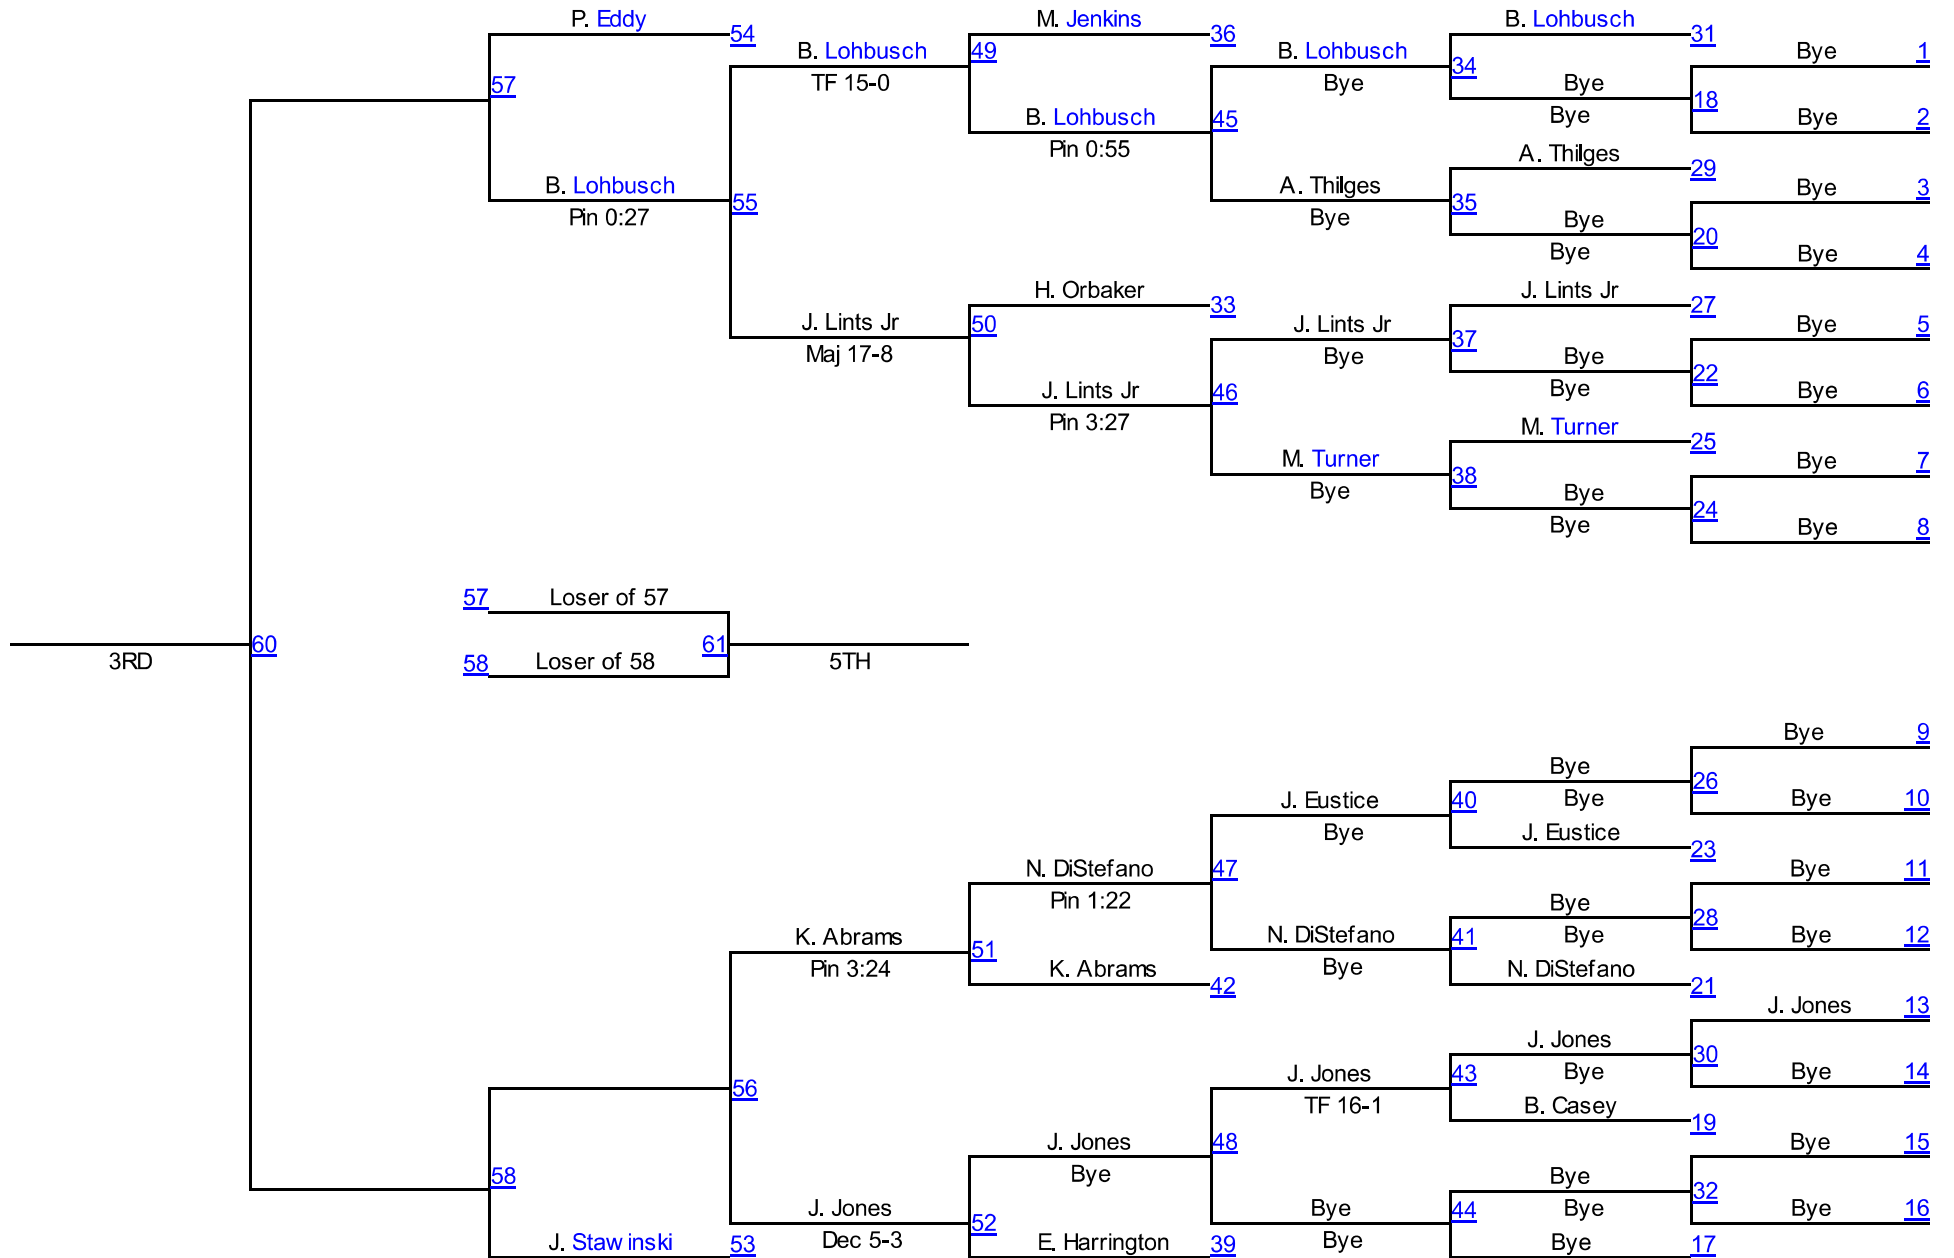 P. Eddy
54
57
B. Lohbusch
Pin 0:27
B. Lohbusch
TF 15-0
55
J. Lints Jr
Maj 17-8
M. Jenkins
36
49
B. Lohbusch
Pin 0:55
H. Orbaker
33
50
J. Lints Jr
Pin 3:27
B. Lohbusch
Bye
45
A. Thilges
Bye
J. Lints Jr
Bye
46
M. Turner
Bye
B. Lohbusch
31
34
Bye
Bye
A. Thilges
29
35
Bye
Bye
J. Lints Jr
27
37
Bye
Bye
M. Turner
25
38
Bye
Bye
Bye 1
18
Bye 2
Bye 3
20
Bye 4
Bye 5
22
Bye 6
Bye 7
24
Bye 8
57 Loser of 57
58 Loser of 58
61
5TH
60
3RD
58
J. Stawinski
53
56
K. Abrams
Pin 3:24
J. Jones
Dec 5-3
N. DiStefano
Pin 1:22
51
K. Abrams
42
J. Jones
Bye
52
E. Harrington
39
J. Eustice
Bye
47
N. DiStefano
Bye
J. Jones
TF 16-1
48
Bye
Bye
Bye
Bye
40
J. Eustice
23
Bye
Bye
41
N. DiStefano
21
J. Jones
Bye
43
B. Casey
19
Bye
Bye
44
Bye
17
Bye 9
26
Bye 10
Bye 11
28
Bye 12
J. Jones 13
30
Bye 14
Bye 15
32
Bye 16